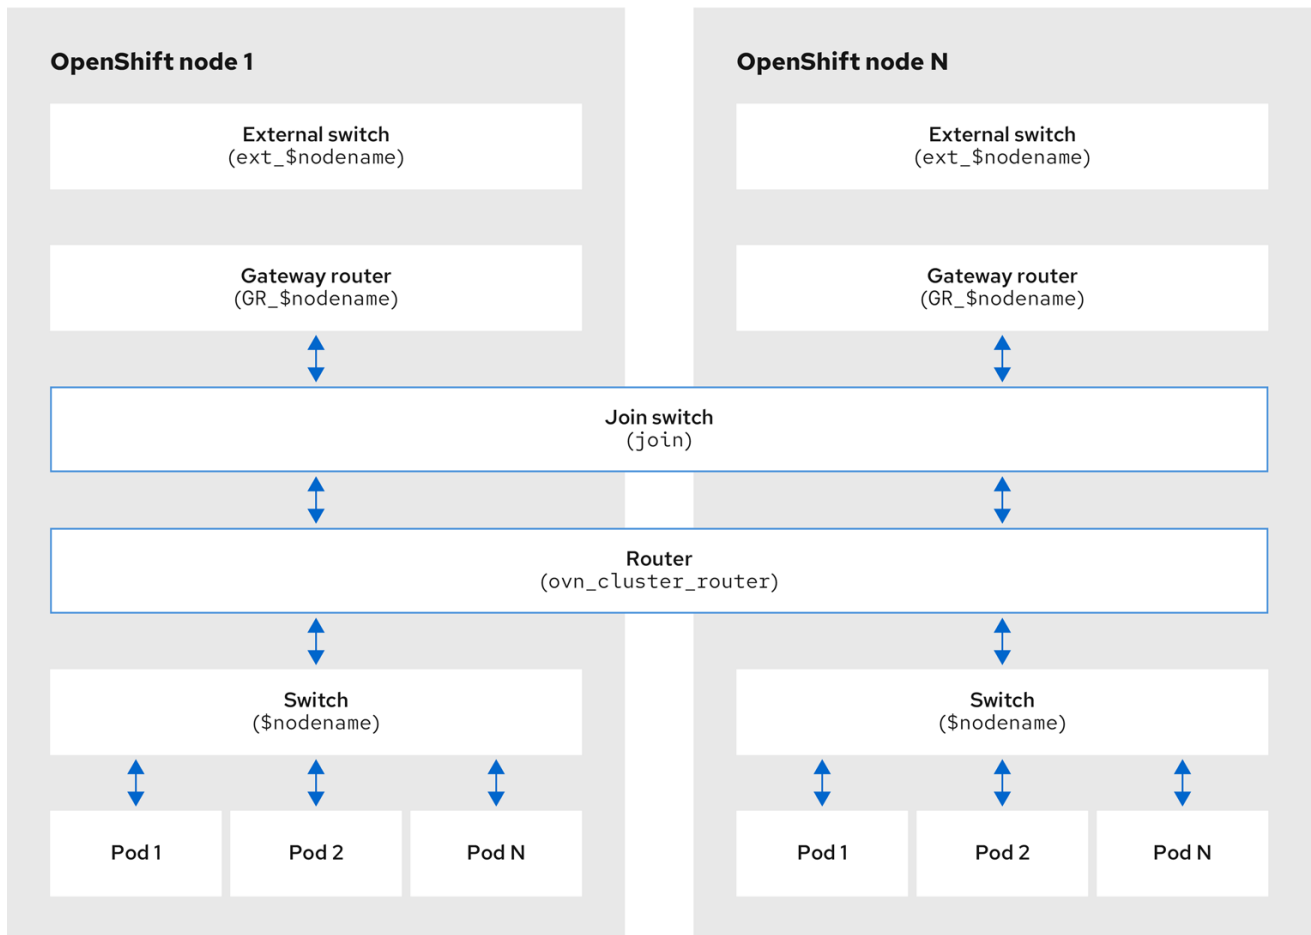 OpenShift node 1
External switch
(ext_$nodename)
Gateway router
(GR_$nodename)
OpenShift node N
External switch
(ext_$nodename)
Gateway router
(GR_$nodename)
Join switch
(join)
Router
(ovn_cluster_router)
Switch
($nodename)
Pod 1
Pod 2
Pod N
Switch
($nodename)
Pod 1
Pod 2
Pod N